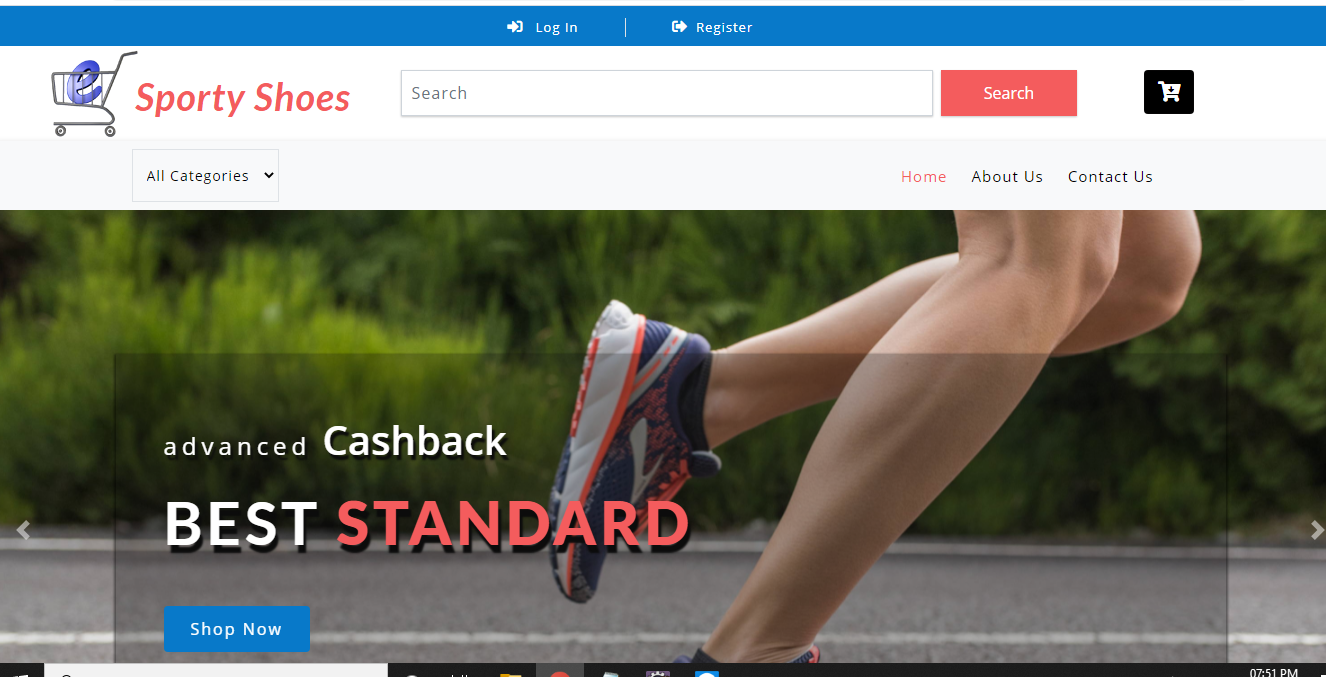 Log In
Register
e
Sporty Shoes
Search
Search
All Categories
Home
About Us
Contact Us
advanced Cashback
BEST STANDARD
Shop Now
07:51 PM